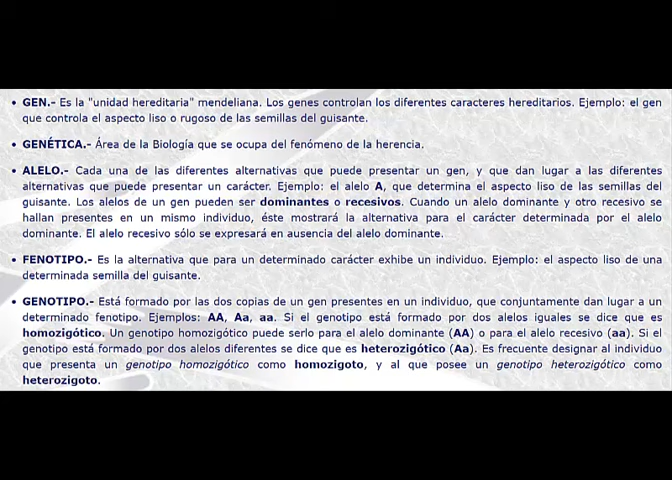 • GEN.- Es la "unidad hereditaria" mendeliana. Los genes controlan los diferentes caracteres hereditarios. Ejemplo: el gen
que controla el aspecto liso o rugoso de las semillas del guisante.
• GENÉTICA.- Área de la Biología que se ocupa del fenómeno de la herencia.
• ALELO.- Cada una de las diferentes alternativas que puede presentar un gen, y que dan lugar a las diferentes
alternativas que puede presentar un carácter. Ejemplo: el alelo A, que determina el aspecto liso de las semillas del
guisante. Los alelos de un gen pueden ser dominantes o recesivos. Cuando un alelo dominante y otro recesivo se
hallan presentes en un mismo individuo, éste mostrará la alternativa para el carácter determinada por el alelo
dominante. El alelo recesivo sólo se expresará en ausencia del alelo dominante.
• FENOTIPO.- Es la alternativa que para un determinado carácter exhibe un individuo. Ejemplo: el aspecto liso de una
determinada semilla del guisante.
• GENOTIPO.- Está formado por las dos copias de un gen presentes en un individuo, que conjuntamente dan lugar a un
determinado fenotipo. Ejemplos: AA, Aa, aa. Si el genotipo está formado por dos alelos iguales se dice que es
homozigótico. Un genotipo homozigótico puede serlo para el alelo dominante (AA) o para el alelo recesivo (aa). Si el
genotipo está formado por dos alelos diferentes se dice que es heterozigótico (Aa). Es frecuente designar al individuo
que presenta un genotipo homozigótico como homozigoto, y al que posee un genotipo heterozigótico como
heterozigoto.